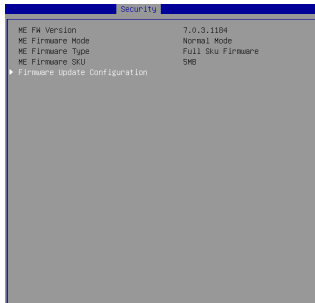 Security
ME FW Version 7.0.3.1184
ME Firmware Mode Normal Mode
ME Firmware Type Full Sku Firmware
ME Firmware SKU 5MB
Firmware Update Configuration